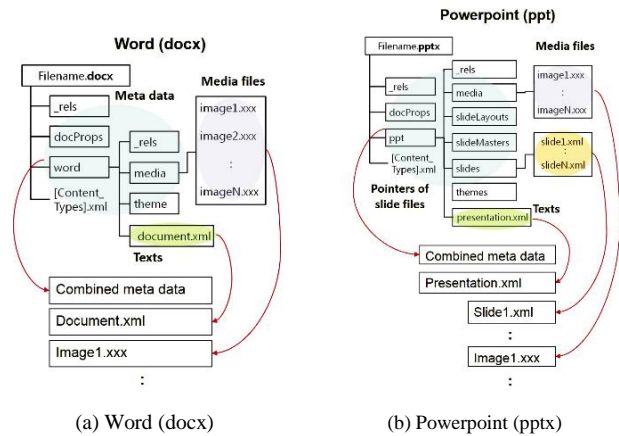 Word (docx)
Filename.docx
Meta data
Media files
_rels
docProps
word
[Content_
Types].xml
_rels
media
theme
document.xml
Texts
image1.xxx
image2.xxx
:
imageN.xxx
Combined meta data
Document.xml
Image1.xxx
:
(a) Word (docx)
Powerpoint (ppt)
Filename.pptx
Media files
_rels
docProps
ppt
[Content_
Types].xml
Pointers of
slide files
_rels
media
slideLayouts
slideMasters
slides
themes
presentation.xml
Texts
image1.xxx
:
imageN.xxx
slide1.xml
:
slideN.xml
Combined meta data
Presentation.xml
Slide1.xml
:
Image1.xxx
:
(b) Powerpoint (pptx)